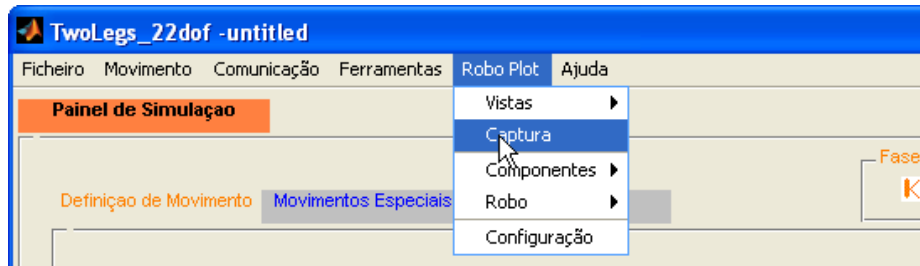 TwoLegs_22dof -untitled
Ficheiro Movimento Comunicação Ferramentas Robo Plot Ajuda
Painel de Simulaçao
Vistas
Captura
Componentes
Robo
Configuração
Fase
Definiçao de Movimento Movimentos Especiais